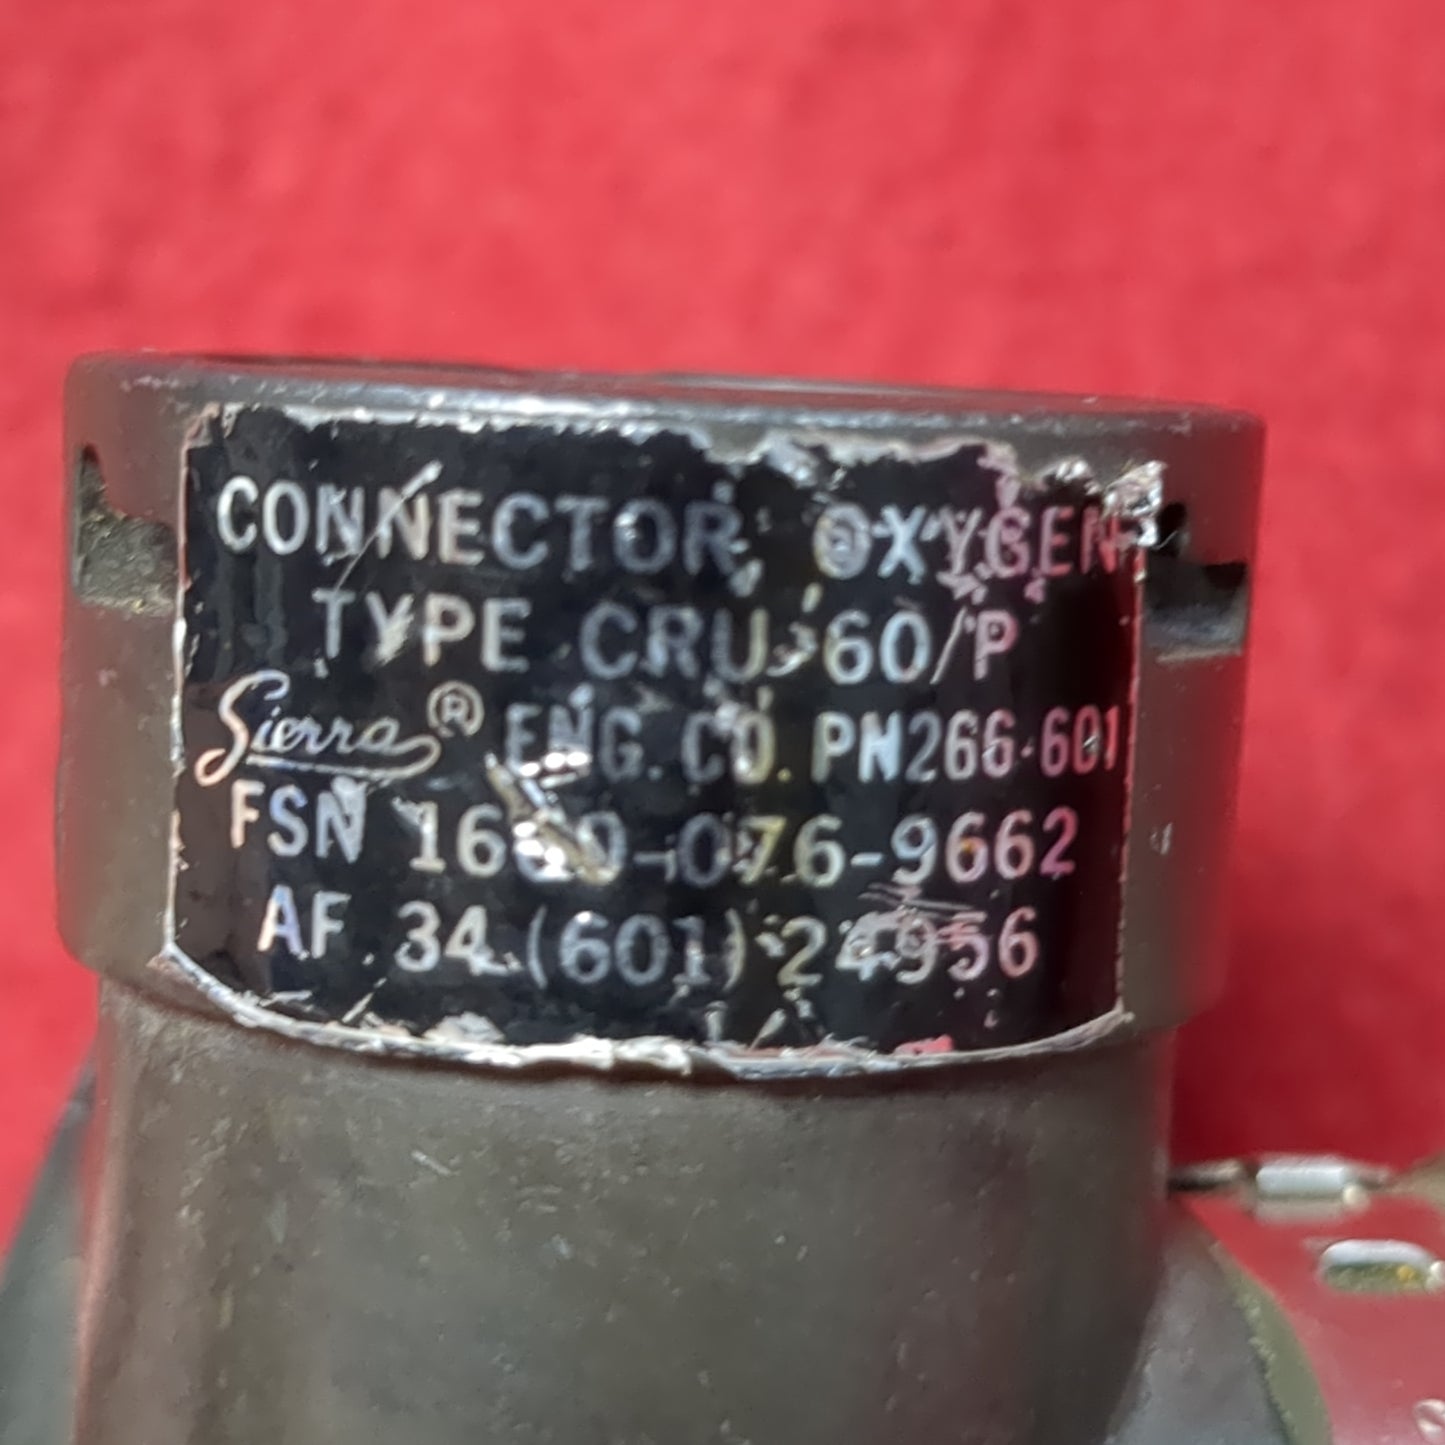 CONNECTOR, OXYGEN
TYPE CRU-60/P
Sierra® ENG. CO. PN266-601
FSN 1660-076-9662
AF 34(601)24956